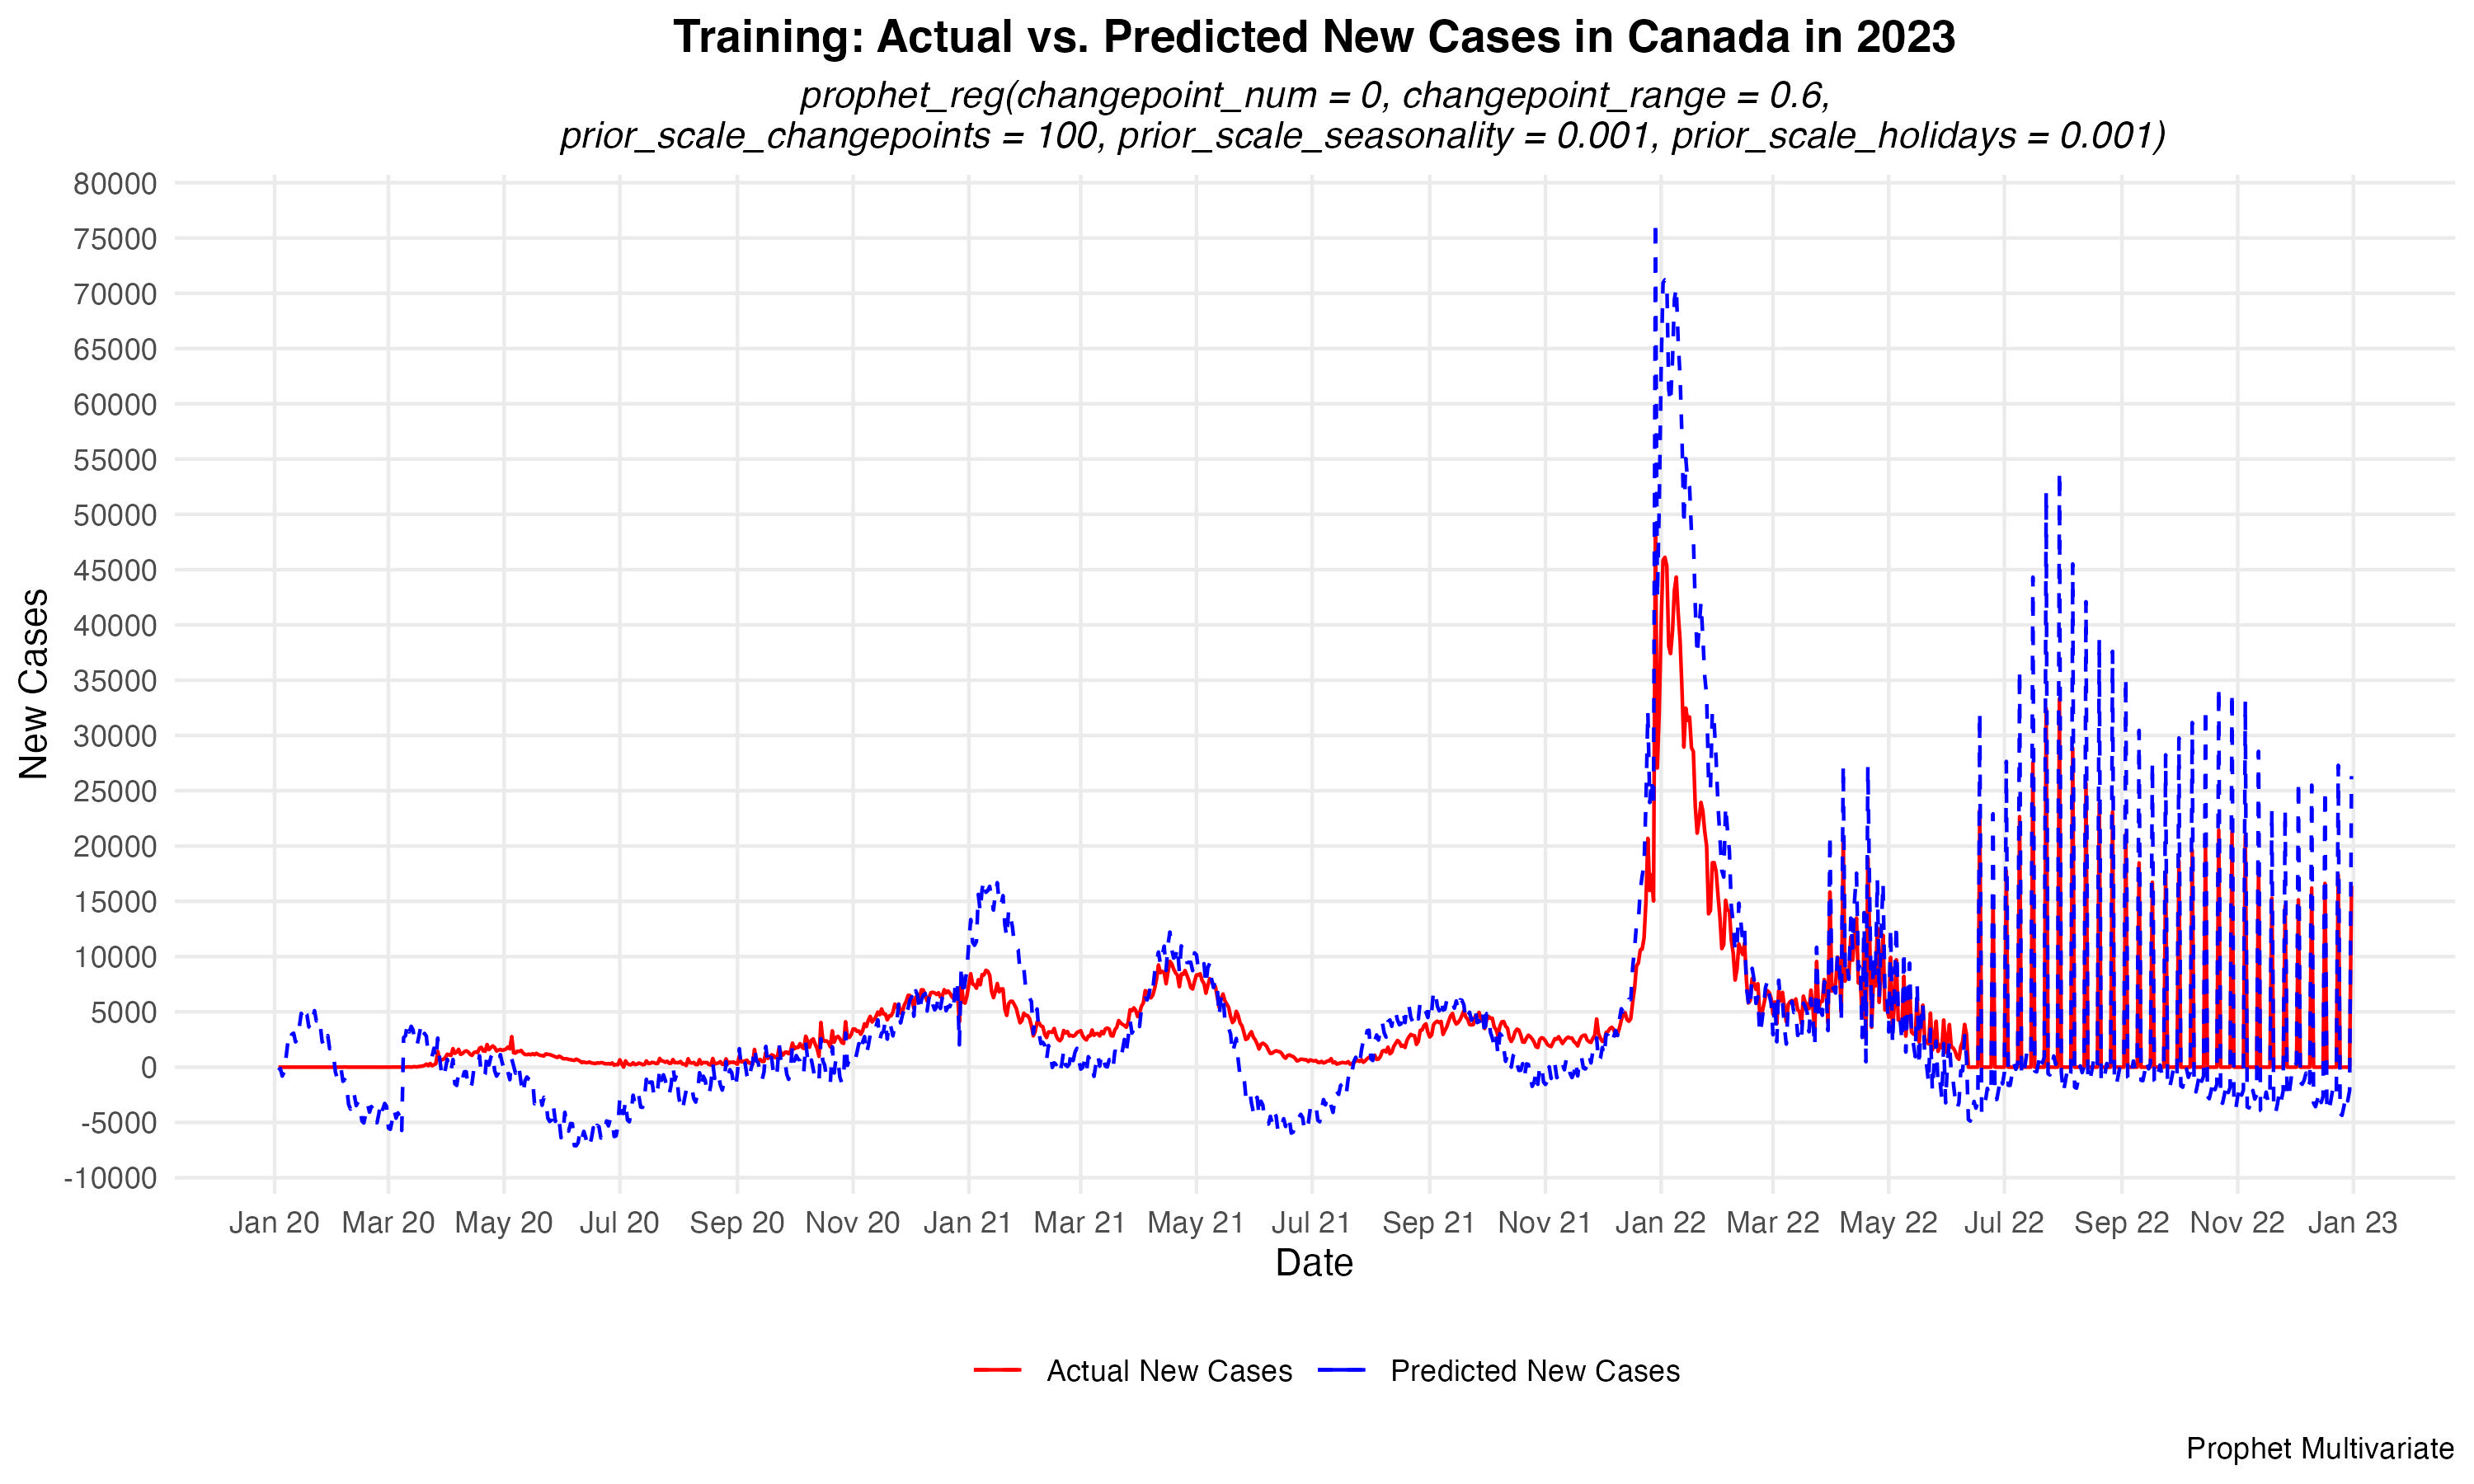 Training: Actual vs. Predicted New Cases in Canada in 2023
prophet_reg(changepoint_num = 0, changepoint_range = 0.6,
prior_scale_changepoints = 100, prior_scale_seasonality = 0.001, prior_scale_holidays = 0.001)
New Cases
80000
75000
70000
65000
60000
55000
50000
45000
40000
35000
30000
25000
20000
15000
10000
5000
0
-5000
-10000
Jan 20 Mar 20 May 20 Jul 20 Sep 20 Nov 20 Jan 21 Mar 21 May 21 Jul 21 Sep 21 Nov 21 Jan 22 Mar 22 May 22 Jul 22 Sep 22 Nov 22 Jan 23
Date
Actual New Cases Predicted New Cases
Prophet Multivariate